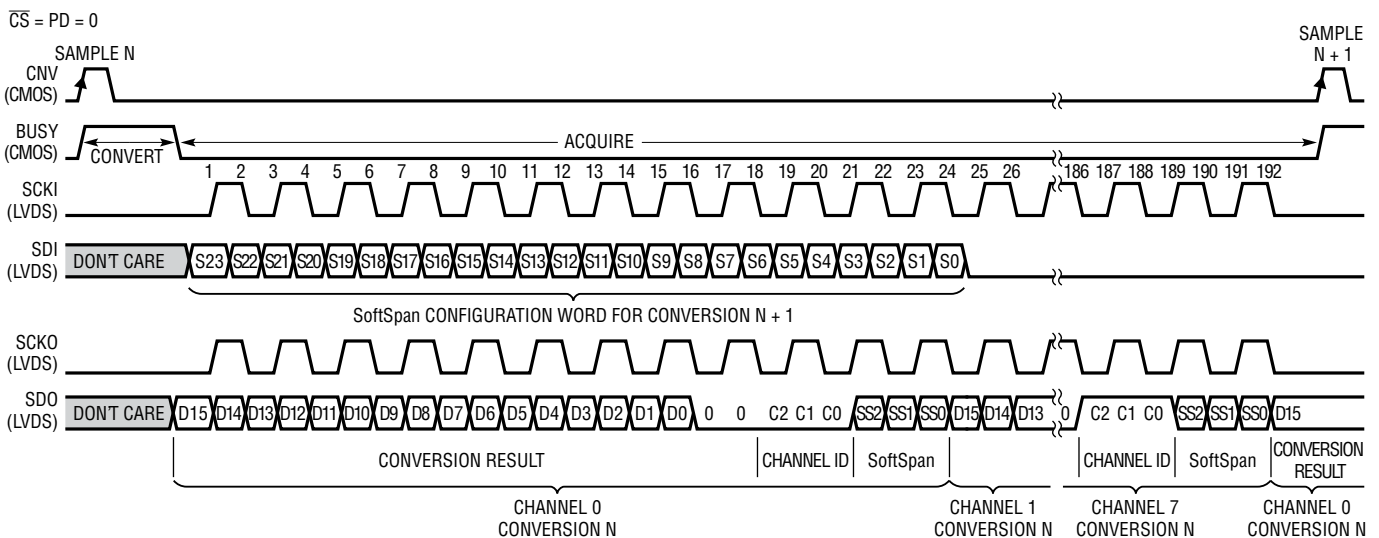 CS = PD = 0
SAMPLE N
SAMPLE
N + 1
CNV
(CMOS)
BUSY
(CMOS)
CONVERT
ACQUIRE
1 2 3 4 5 6 7 8 9 10 11 12 13 14 15 16 17 18 19 20 21 22 23 24 25 26 186 187 188 189 190 191 192
SCKI
(LVDS)
SDI
(LVDS)
DON'T CARE S23 S22 S21 S20 S19 S18 S17 S16 S15 S14 S13 S12 S11 S10 S9 S8 S7 S6 S5 S4 S3 S2 S1 S0
SoftSpan CONFIGURATION WORD FOR CONVERSION N + 1
SCKO
(LVDS)
SDO
(LVDS)
DON'T CARE D15 D14 D13 D12 D11 D10 D9 D8 D7 D6 D5 D4 D3 D2 D1 D0 0 0 C2 C1 C0 SS2 SS1 SS0 D15 D14 D13 0 C2 C1 C0 SS2 SS1 SS0 D15
CONVERSION RESULT
CHANNEL ID
SoftSpan
CHANNEL ID
SoftSpan
CONVERSION
RESULT
CHANNEL 0
CONVERSION N
CHANNEL 1
CONVERSION N
CHANNEL 7
CONVERSION N
CHANNEL 0
CONVERSION N